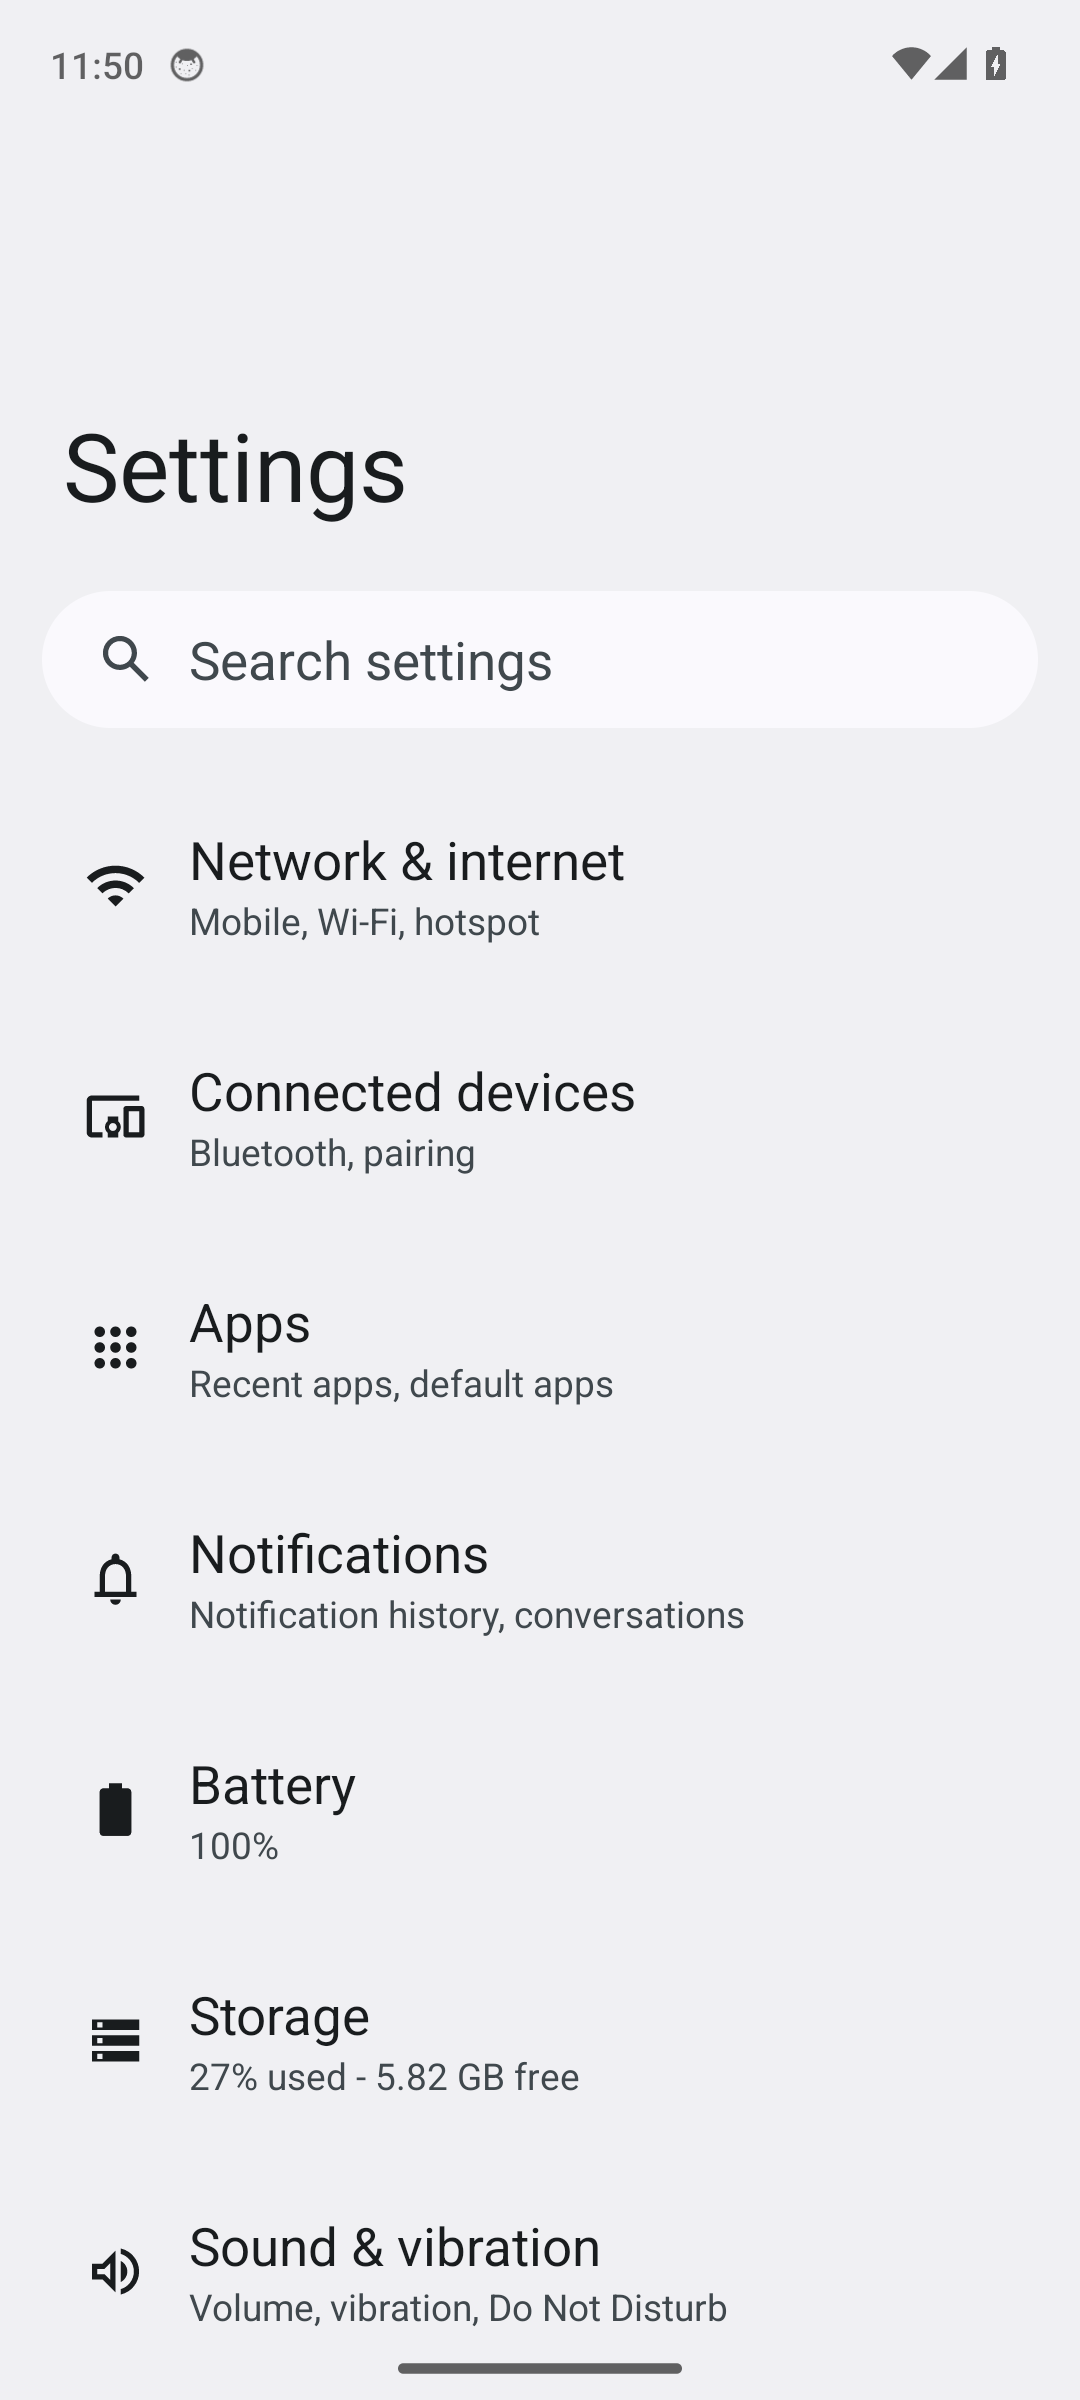 11:50
Settings
Search settings
Network & internet
Mobile, Wi-Fi, hotspot
Connected devices
Bluetooth, pairing
Apps
Recent apps, default apps
Notifications
Notification history, conversations
Battery
100%
Storage
27% used - 5.82 GB free
Sound & vibration
Volume, vibration, Do Not Disturb